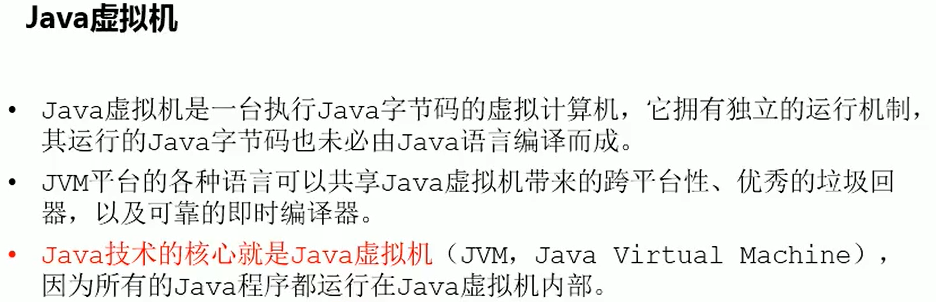 Java虚拟机
• Java虚拟机是一台执行Java字节码的虚拟计算机，它拥有独立的运行机制，
其运行的Java字节码也未必由Java语言编译而成。
• JVM平台的各种语言可以共享Java虚拟机带来的跨平台性、优秀的垃圾回
器，以及可靠的即时编译器。
• Java技术的核心就是Java虚拟机（JVM，Java Virtual Machine），
因为所有的Java程序都运行在Java虚拟机内部。